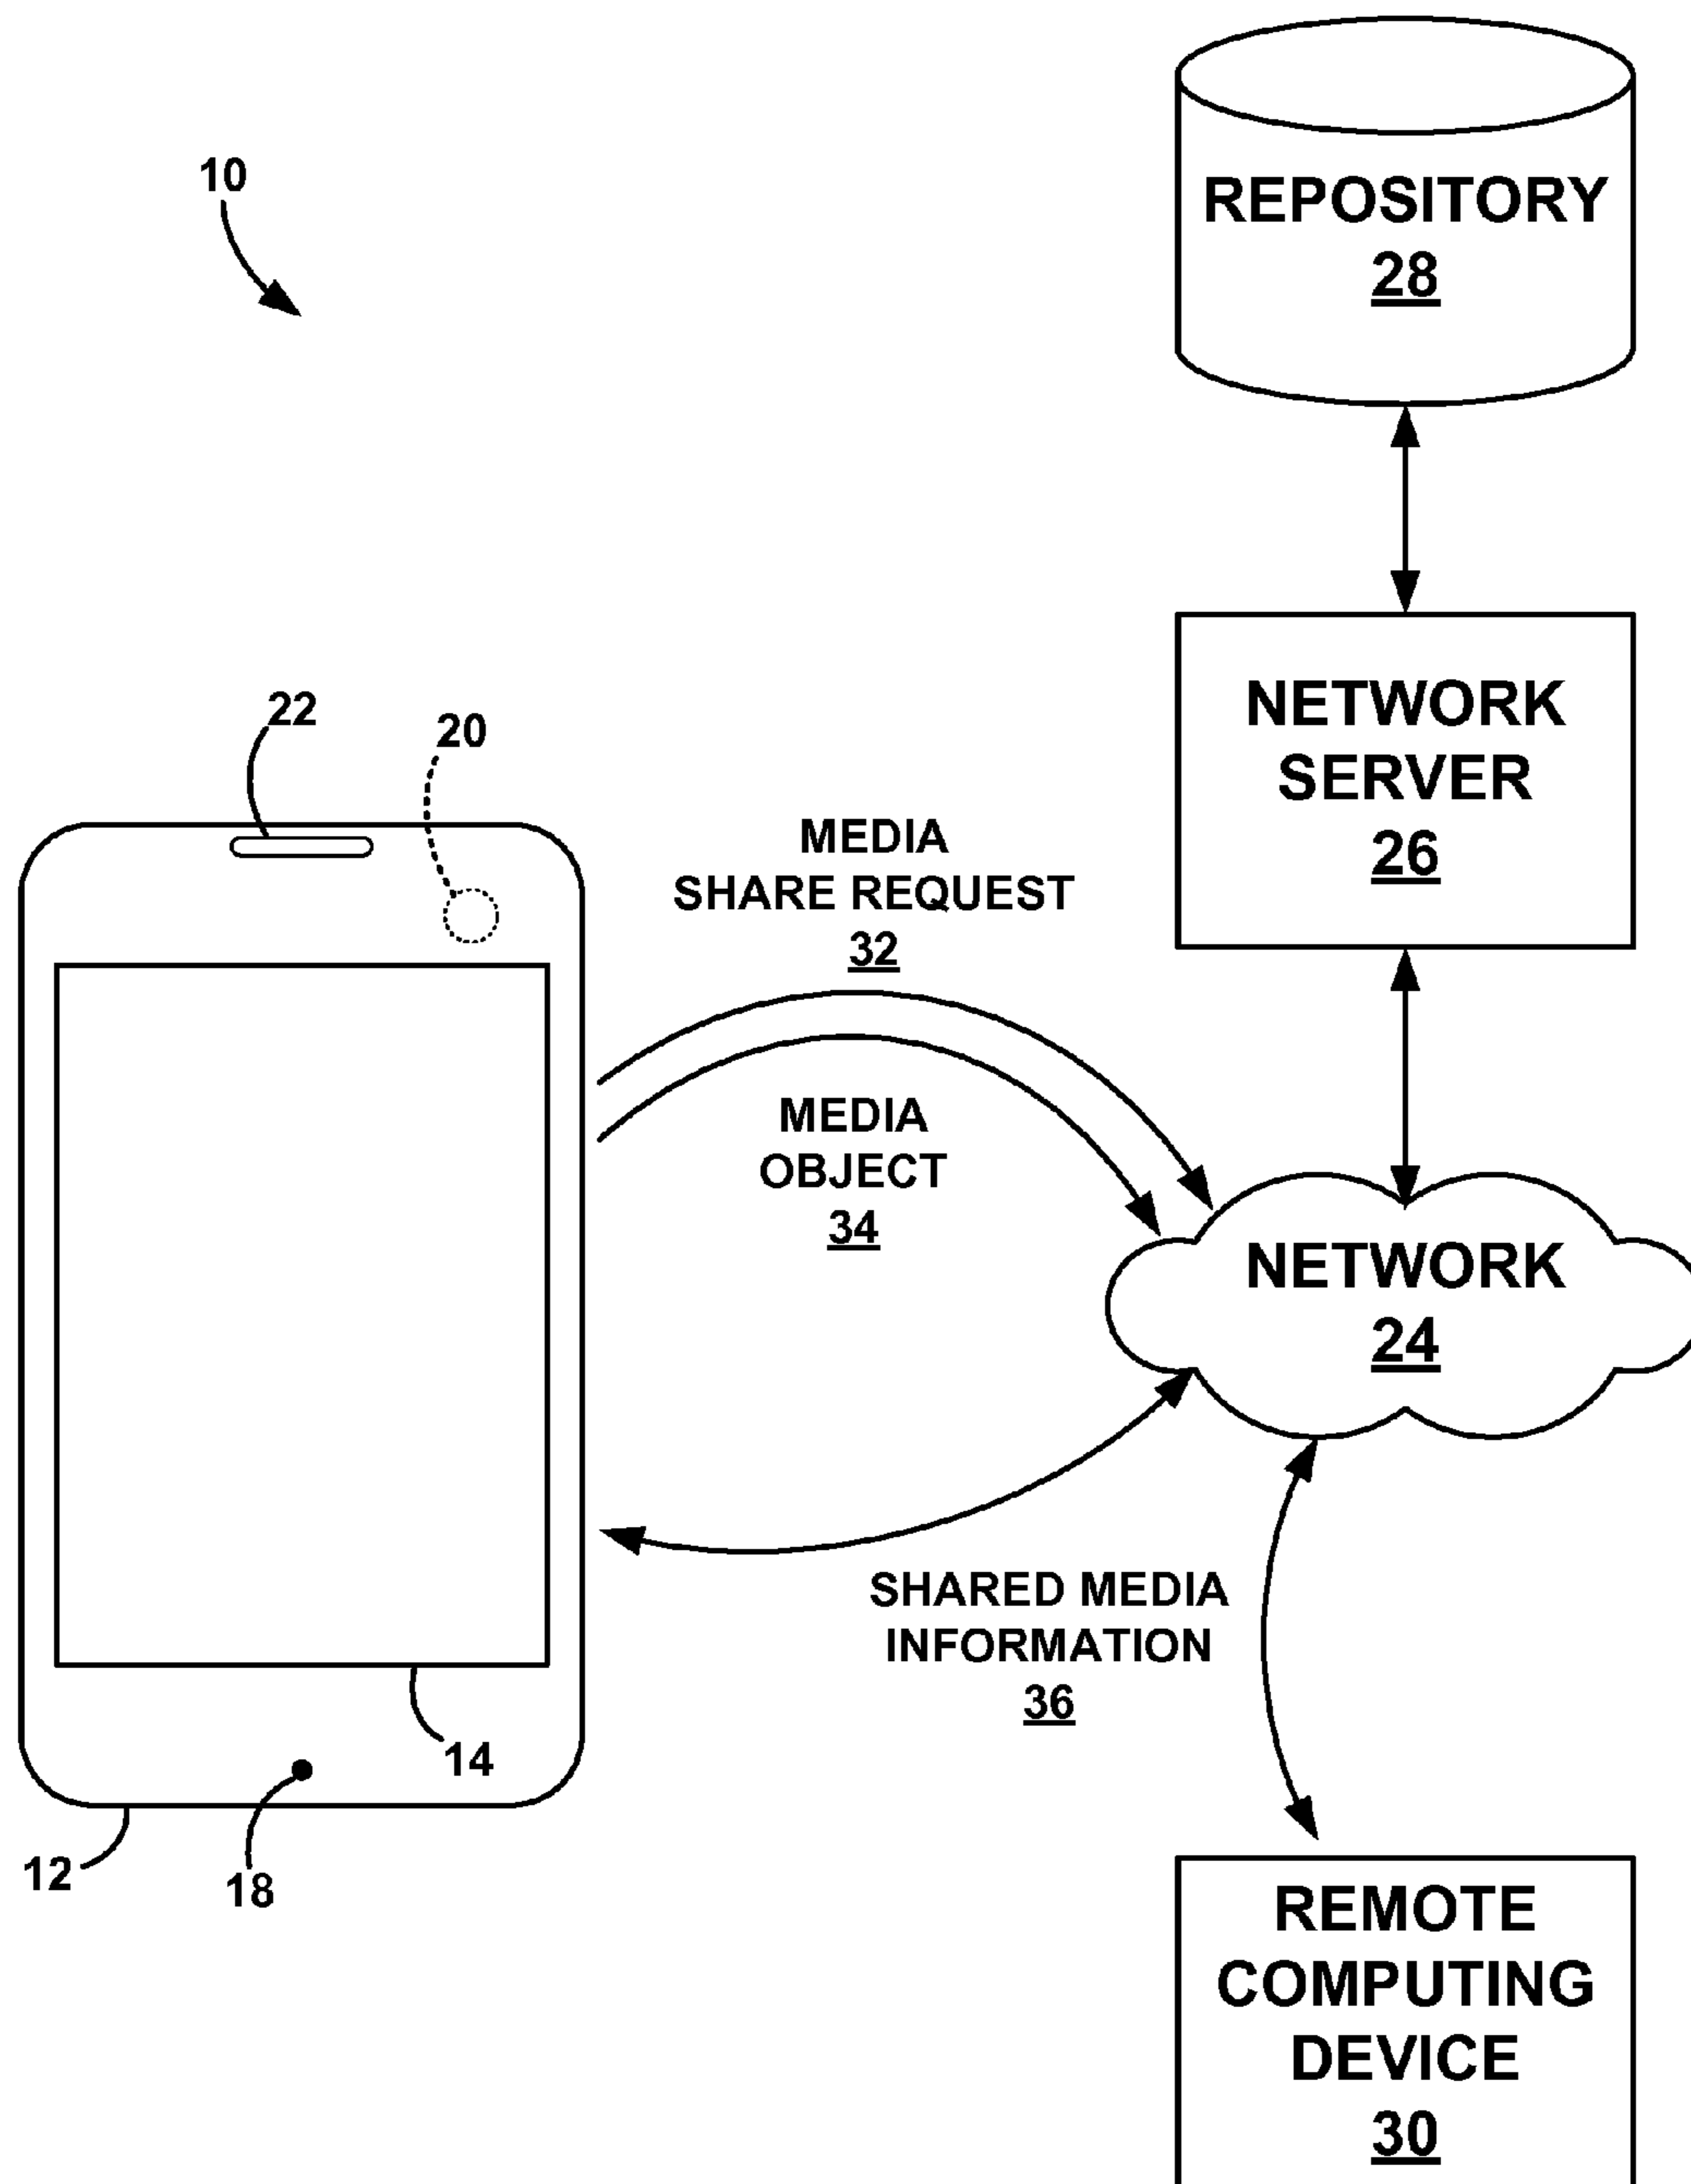 10
REPOSITORY
28
22
20
NETWORK
SERVER
26
MEDIA
SHARE REQUEST
32
MEDIA
OBJECT
34
NETWORK
24
SHARED MEDIA
INFORMATION
36
14
12
18
REMOTE
COMPUTING
DEVICE
30